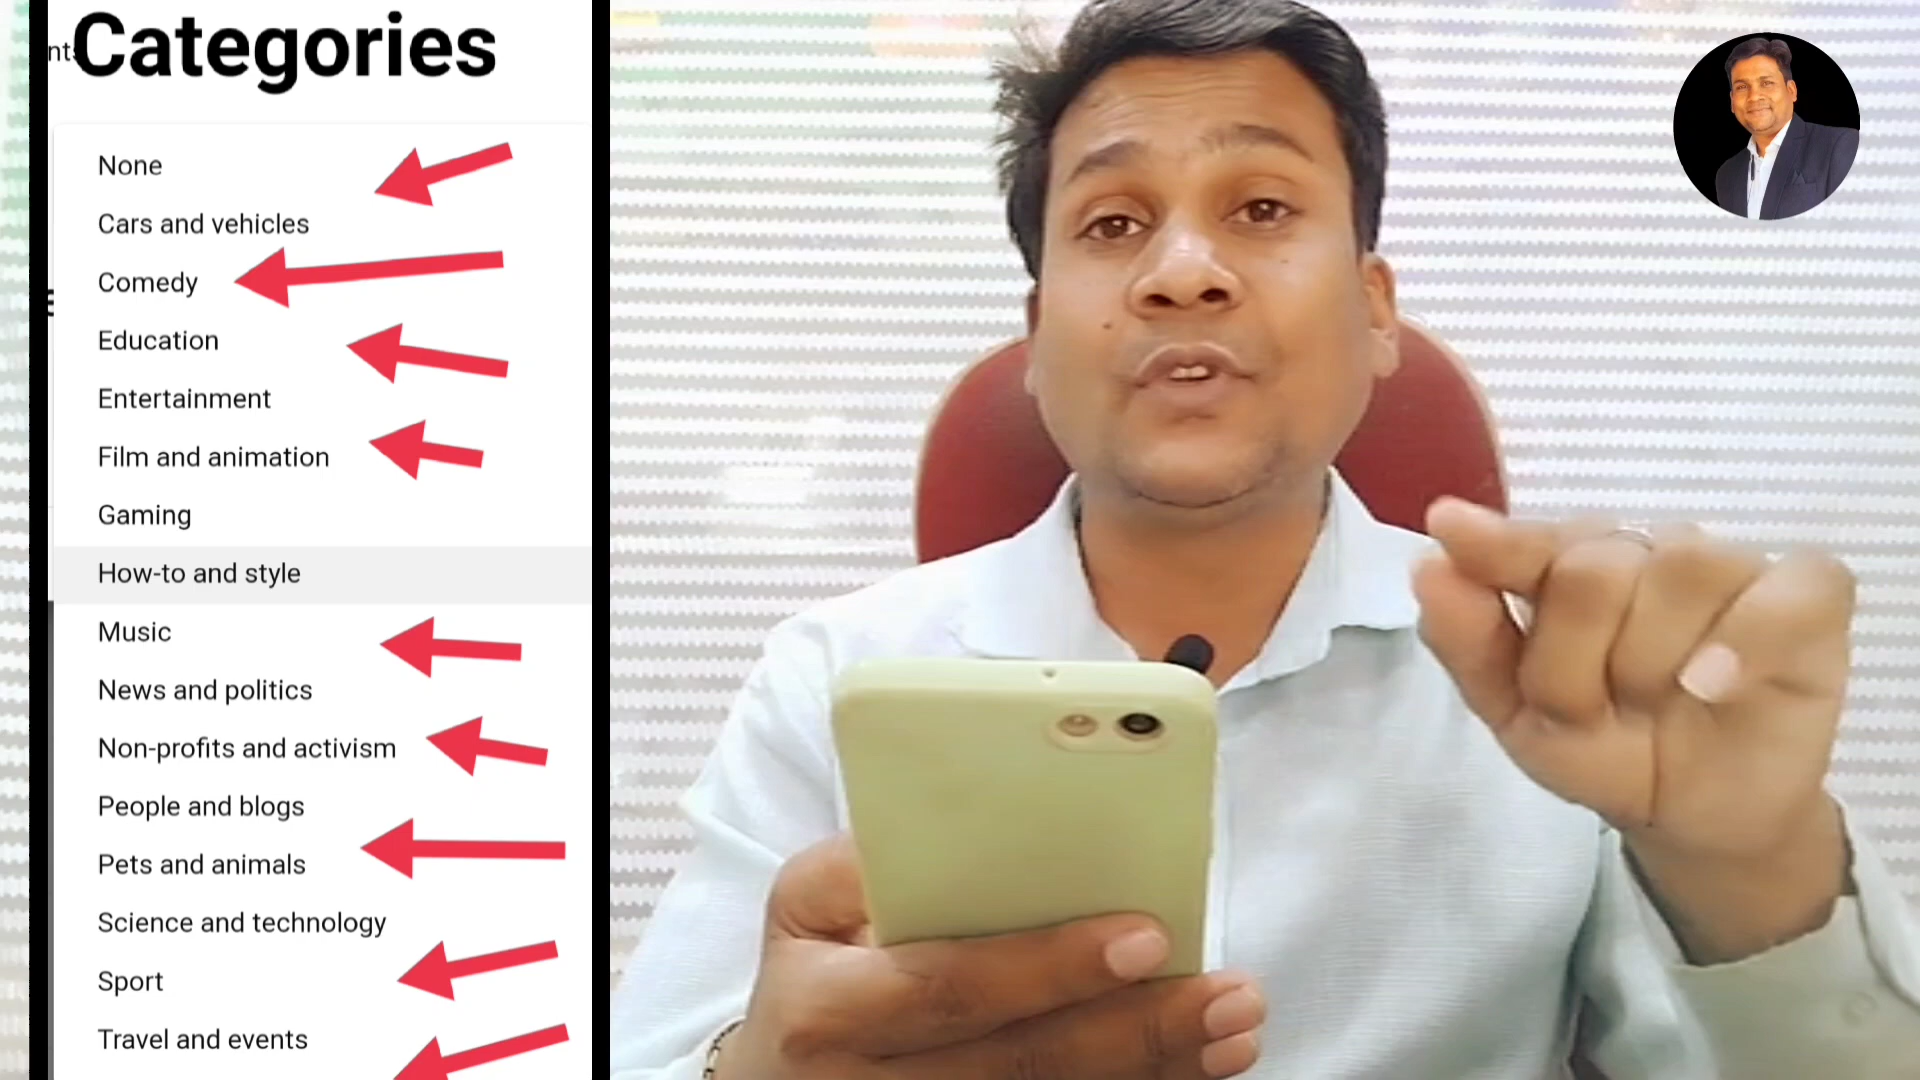 Categories
None
Cars and vehicles
Comedy
Education
Entertainment
Film and animation
Gaming
How-to and style
Music
News and politics
Non-profits and activism
People and blogs
Pets and animals
Science and technology
Sport
Travel and events